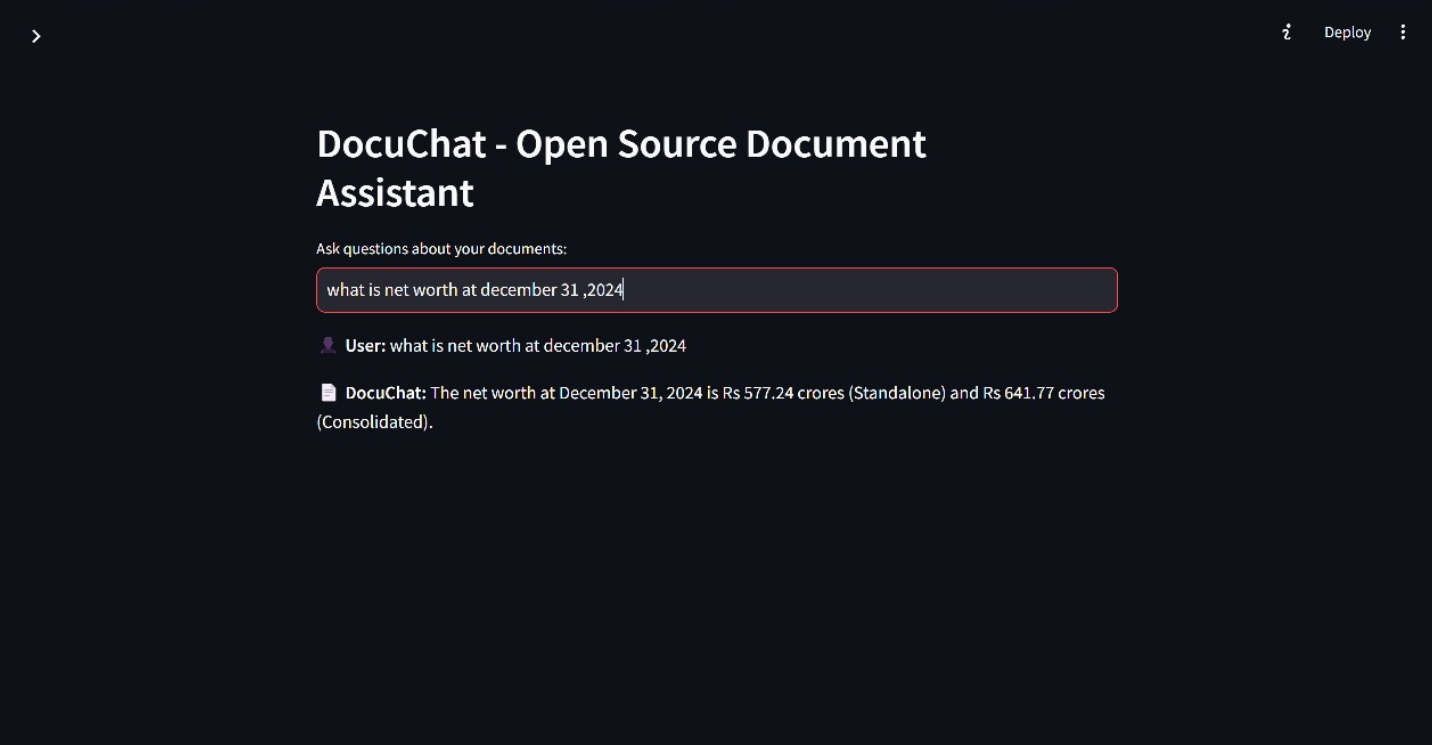 Deploy
DocuChat - Open Source Document
Assistant
Ask questions about your documents:
what is net worth at december 31 ,2024
User: what is net worth at december 31 ,2024
DocuChat: The net worth at December 31, 2024 is Rs 577.24 crores (Standalone) and Rs 641.77 crores
(Consolidated).